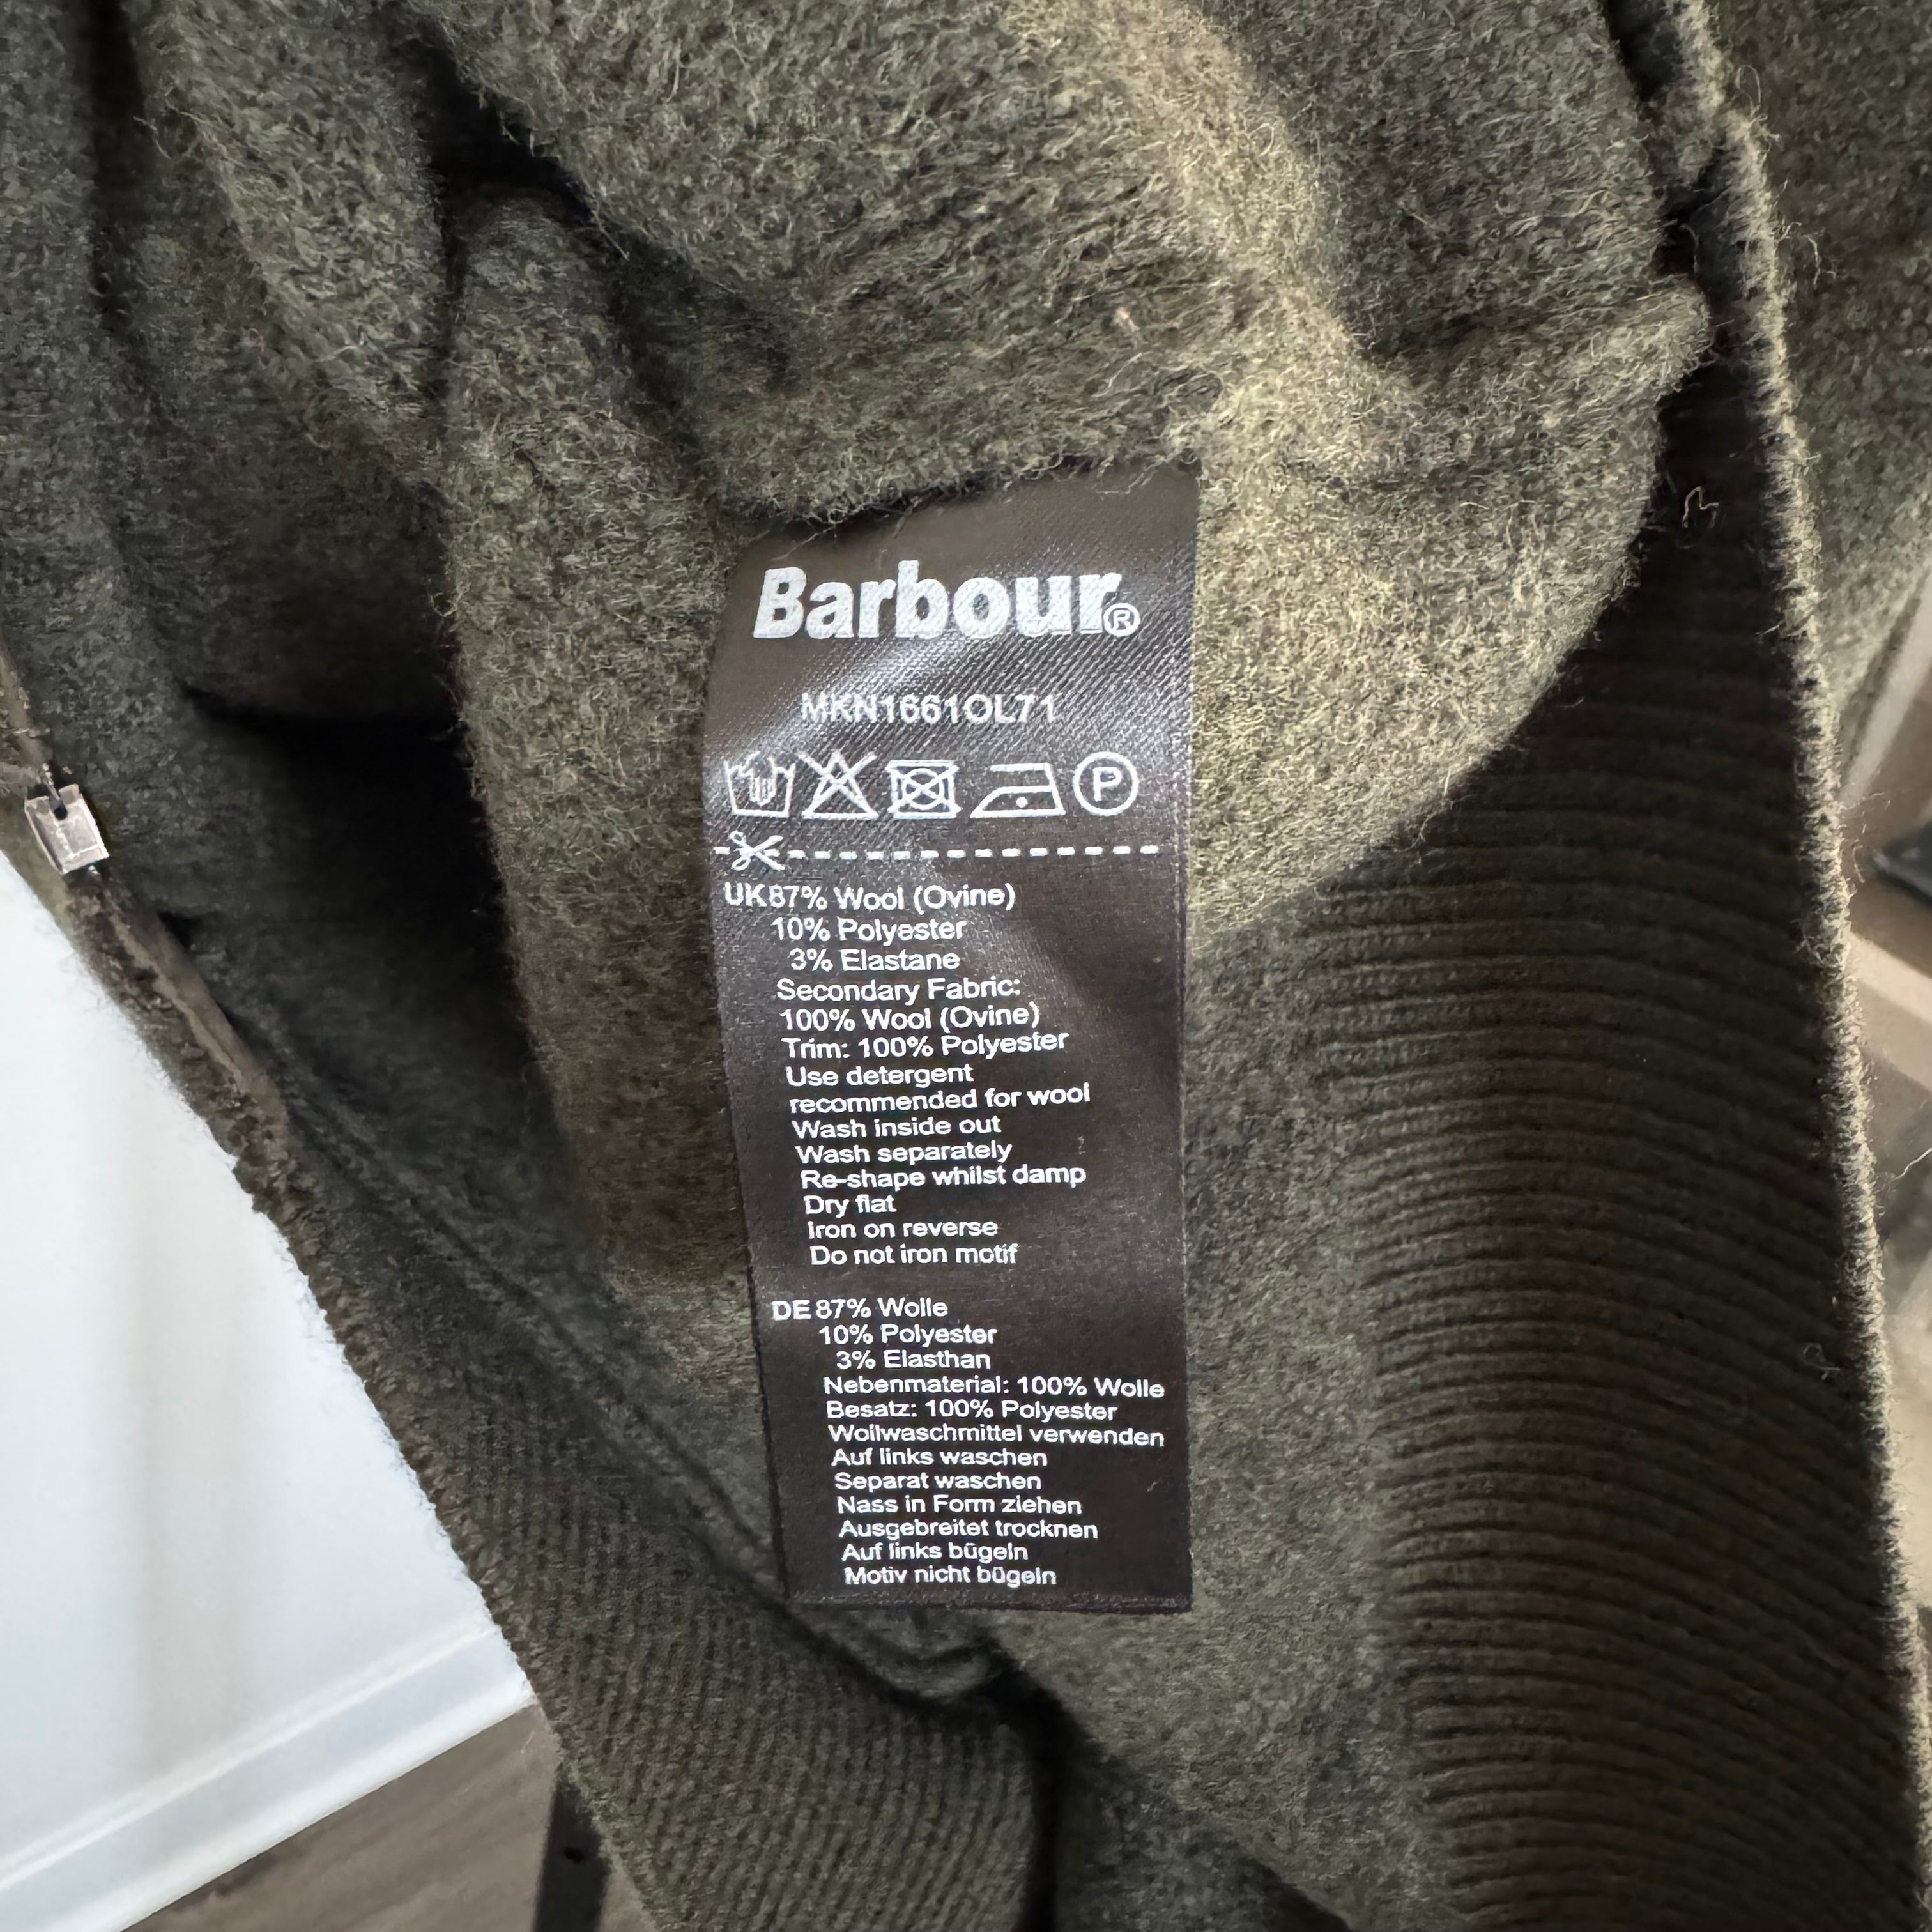 Barbour®
MKN1661OL71
P
UK 87% Wool (Ovine)
10% Polyester
3% Elastane
Secondary Fabric:
100% Wool (Ovine)
Trim: 100% Polyester
Use detergent
recommended for wool
Wash inside out
Wash separately
Re-shape whilst damp
Dry flat
Iron on reverse
Do not iron motif
DE 87% Wolle
10% Polyester
3% Elasthan
Nebenmaterial: 100% Wolle
Besatz: 100% Polyester
Wollwaschmittel verwenden
Auf links waschen
Separat waschen
Nass in Form ziehen
Ausgebreitet trocknen
Auf links bügeln
Motiv nicht bügeln